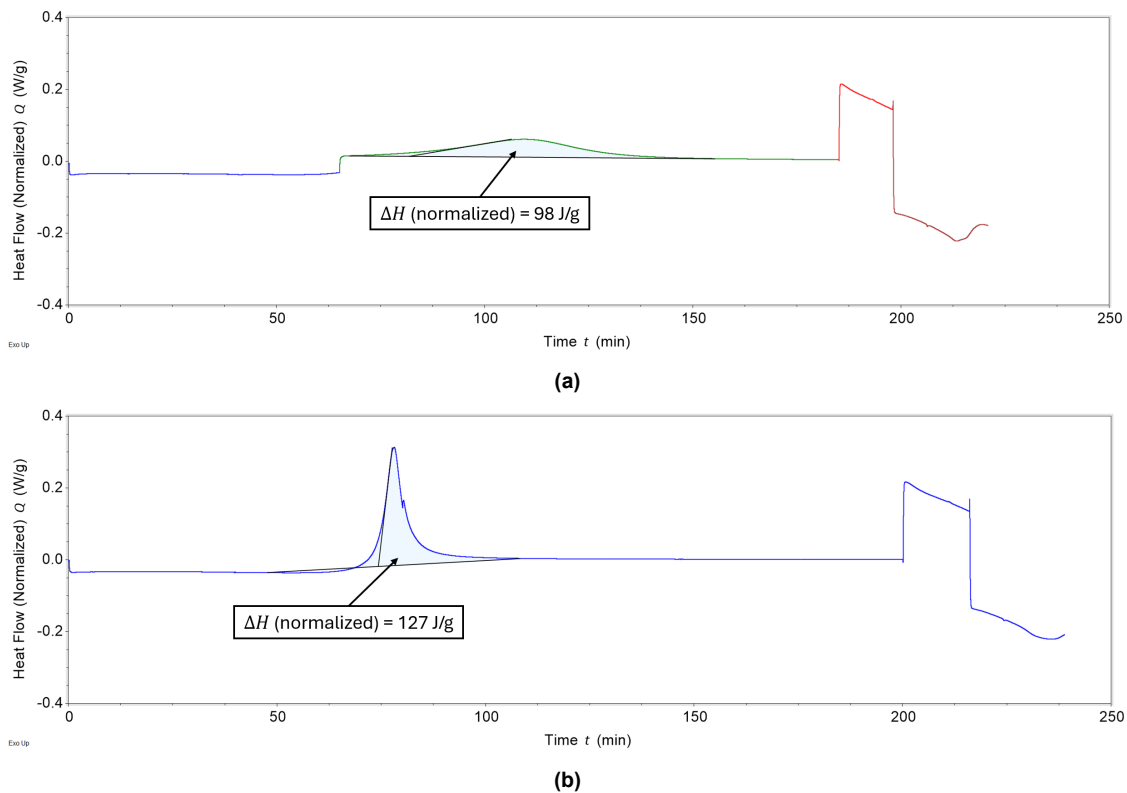 0.4
0.2
0.0
-0.2
-0.4
Heat Flow (Normalized) Q (W/g)
ΔH (normalized) = 98 J/g
0 50 100 150 200 250
Time t (min)
Exo Up
(a)
0.4
0.2
0.0
-0.2
-0.4
Heat Flow (Normalized) Q (W/g)
ΔH (normalized) = 127 J/g
0 50 100 150 200 250
Time t (min)
Exo Up
(b)